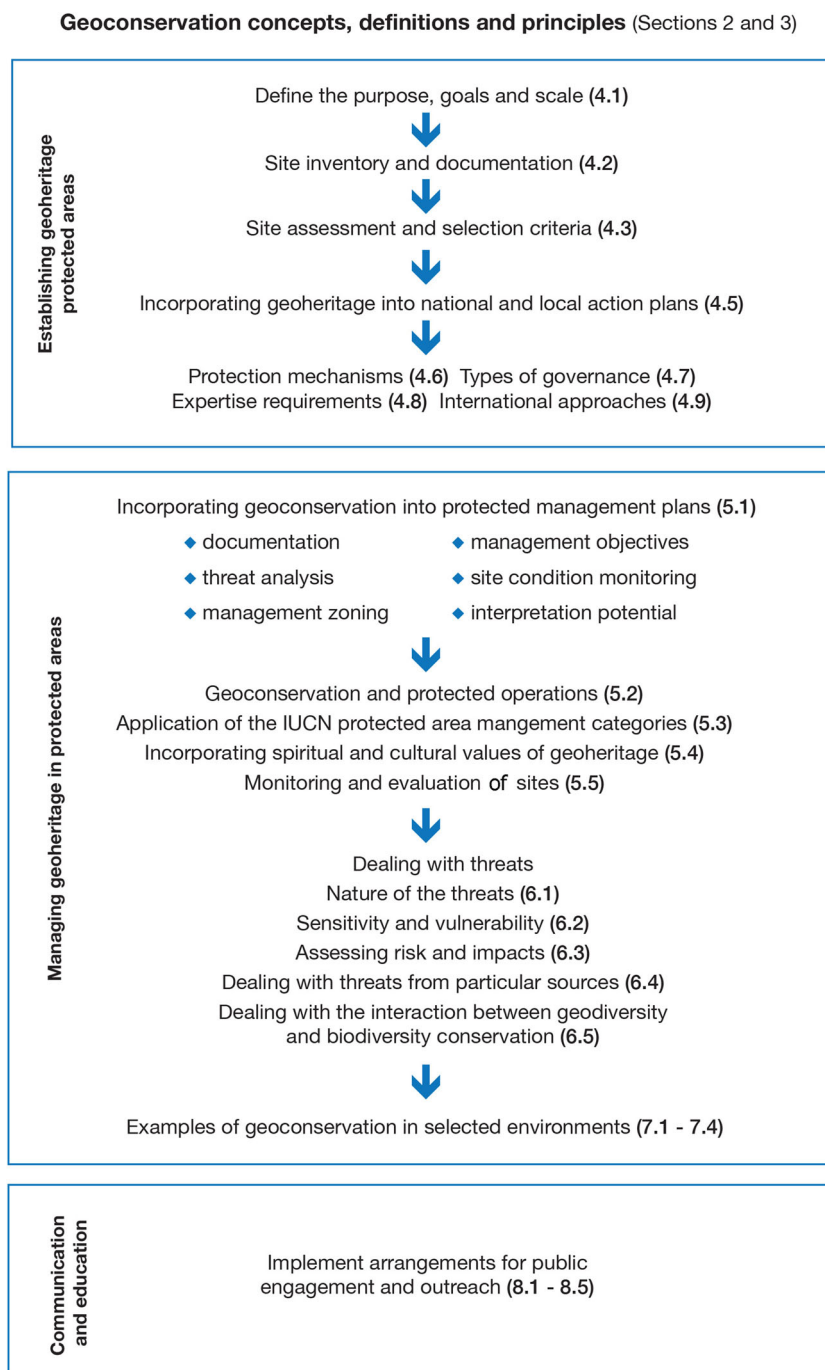 Geoconservation concepts, definitions and principles (Sections 2 and 3)
Establishing geoheritage
protected areas
Define the purpose, goals and scale (4.1)
Site inventory and documentation (4.2)
Site assessment and selection criteria (4.3)
Incorporating geoheritage into national and local action plans (4.5)
Protection mechanisms (4.6) Types of governance (4.7)
Expertise requirements (4.8) International approaches (4.9)
Managing geoheritage in protected areas
Incorporating geoconservation into protected management plans (5.1)
documentation
threat analysis
management zoning
management objectives
site condition monitoring
interpretation potential
Geoconservation and protected operations (5.2)
Application of the IUCN protected area mangement categories (5.3)
Incorporating spiritual and cultural values of geoheritage (5.4)
Monitoring and evaluation of sites (5.5)
Dealing with threats
Nature of the threats (6.1)
Sensitivity and vulnerability (6.2)
Assessing risk and impacts (6.3)
Dealing with threats from particular sources (6.4)
Dealing with the interaction between geodiversity
and biodiversity conservation (6.5)
Examples of geoconservation in selected environments (7.1 - 7.4)
Communication
and education
Implement arrangements for public
engagement and outreach (8.1 - 8.5)